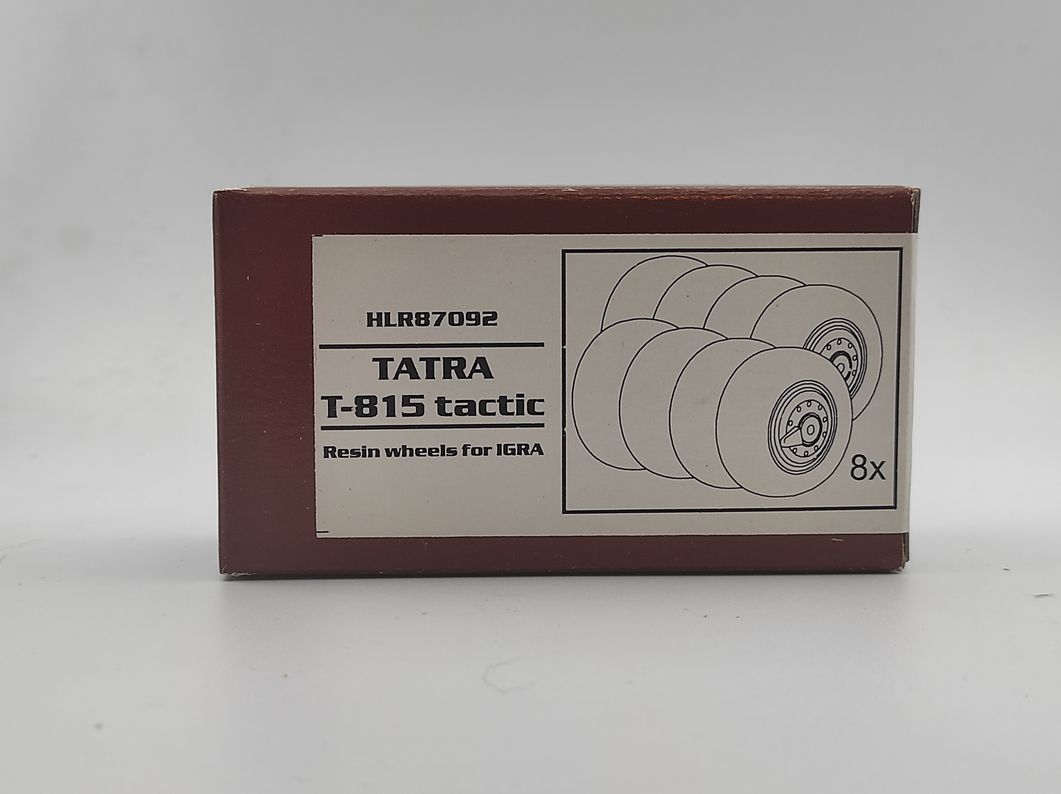 HLR87092
TATRA
T-815 tactic
Resin wheels for IGRA
8x